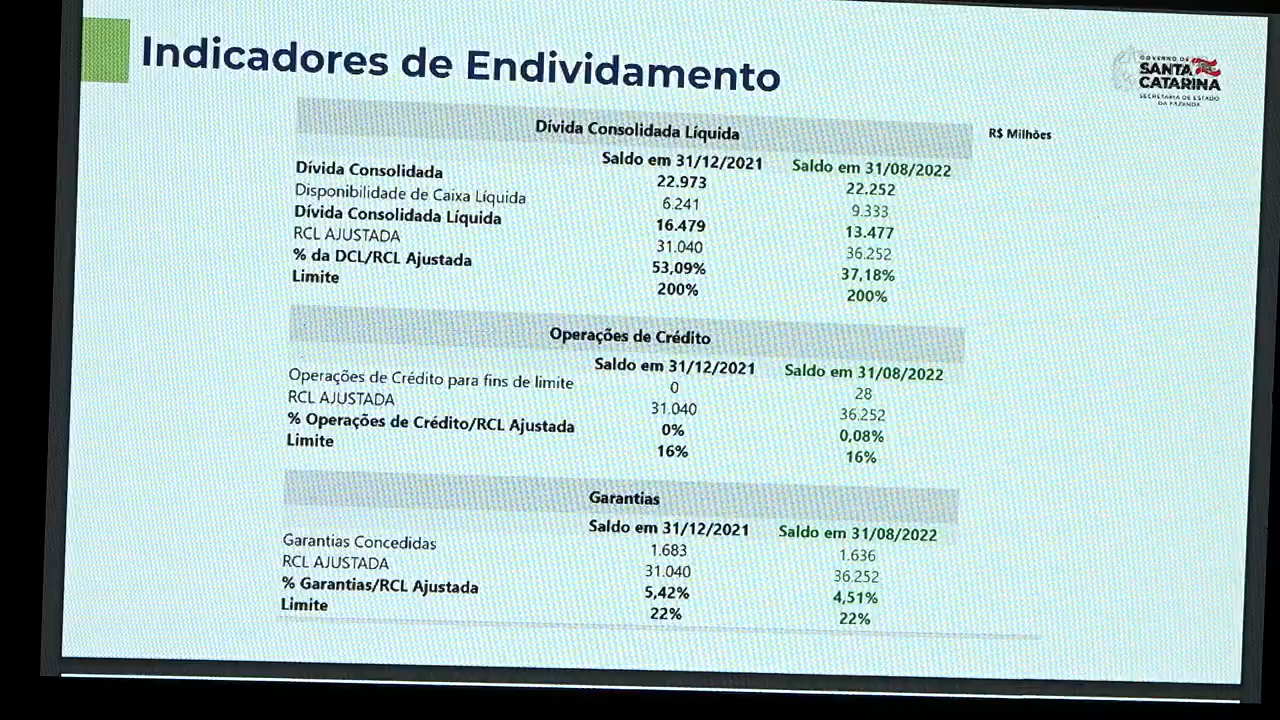 Indicadores de Endividamento
GOVERNO DE
SANTA
CATARINA
SECRETARIA DE ESTADO
DA FAZENDA
Dívida Consolidada Líquida
R$ Milhões
Saldo em 31/12/2021 Saldo em 31/08/2022
Dívida Consolidada 22.973 22.252
Disponibilidade de Caixa Líquida 6.241 9.333
Dívida Consolidada Líquida 16.479 13.477
RCL AJUSTADA 31.040 36.252
% da DCL/RCL Ajustada 53,09% 37,18%
Limite 200% 200%
Operações de Crédito
Saldo em 31/12/2021 Saldo em 31/08/2022
Operações de Crédito para fins de limite 0 28
RCL AJUSTADA 31.040 36.252
% Operações de Crédito/RCL Ajustada 0% 0,08%
Limite 16% 16%
Garantias
Saldo em 31/12/2021 Saldo em 31/08/2022
Garantias Concedidas 1.683 1.636
RCL AJUSTADA 31.040 36.252
% Garantias/RCL Ajustada 5,42% 4,51%
Limite 22% 22%